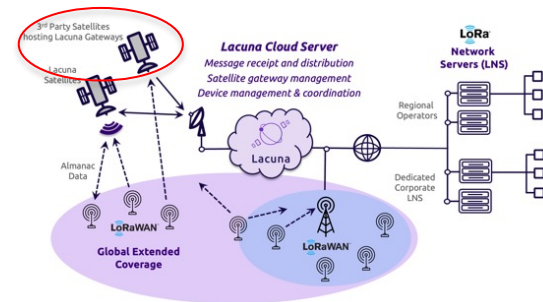 3rd Party Satellites
hosting Lacuna Gateways
Lacuna
Satellites
Almanac
Data
Lacuna Cloud Server
Message receipt and distribution
Satellite gateway management
Device management & coordination
Lacuna
LoRa
Network
Servers (LNS)
Regional
Operators
Dedicated
Corporate
LNS
LoRaWAN
Global Extended
Coverage
LoRaWAN